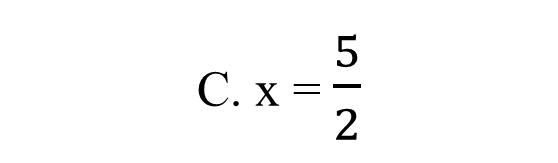 C. x = 5/2